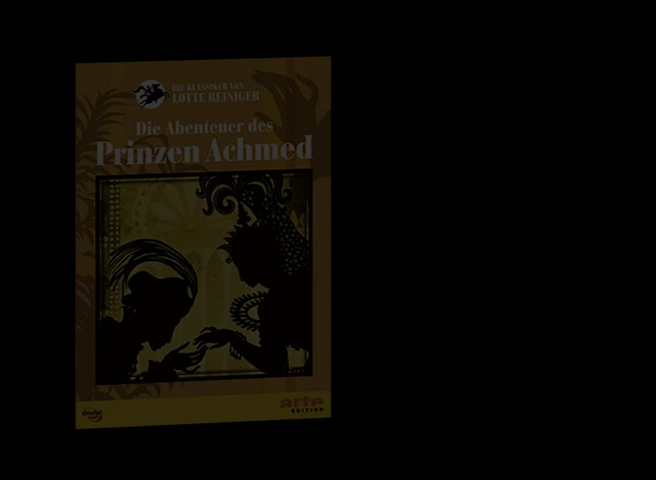 DIE KLASSIKER VON
LOTTE REINIGER
Die Abenteuer des
Prinzen Achmed
arte
EDITION